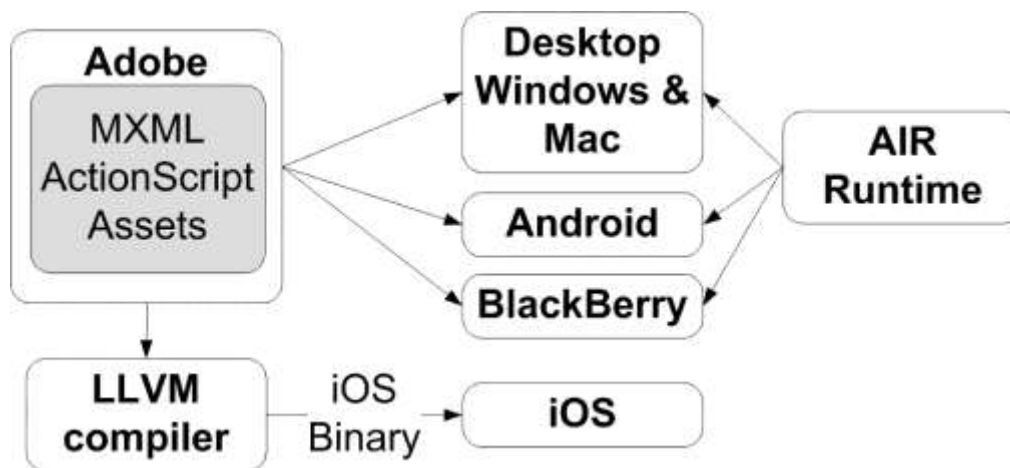 Adobe
MXML
ActionScript
Assets
Desktop
Windows &
Mac
Android
BlackBerry
AIR
Runtime
LLVM
compiler
iOS
Binary
iOS